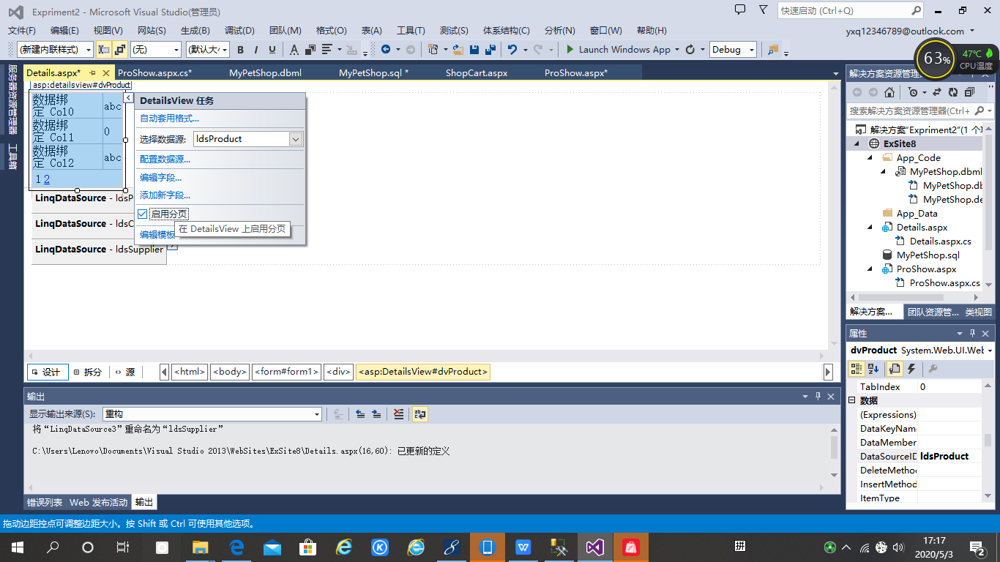 Expriment2 - Microsoft Visual Studio(管理员)
快速启动 (Ctrl+Q)
文件(F) 编辑(E) 视图(V) 网站(S) 生成(B) 调试(D) 团队(M) 格式(O) 表(A) 工具(T) 测试(S) 体系结构(C) 分析(N) 窗口(W) 帮助(H)
yxq12346789@outlook.com
(新建内联样式) (无) (默认大小 B I U A Launch Windows App Debug
63%
47℃
CPU温度
服务器资源管理器
工具箱
Details.aspx* ProShow.aspx.cs* MyPetShop.dbml MyPetShop.sql * ShopCart.aspx ProShow.aspx*
asp:detailsview#dvProduct
数据绑
定 Col0 abc
数据绑
定 Col1 0
数据绑
定 Col2 abc
1 2
LinqDataSource - ldsP
LinqDataSource - ldsC
LinqDataSource - ldsSupplier
DetailsView 任务
自动套用格式...
选择数据源: ldsProduct
配置数据源...
编辑字段...
添加新字段...
启用分页
在 DetailsView 上启用分页
编辑模板
设计 拆分 源 <html> <body> <form#form1> <div> <asp:DetailsView#dvProduct>
输出
显示输出来源(S): 重构
将“LinqDataSource3”重命名为“ldsSupplier”
C:\Users\Lenovo\Documents\Visual Studio 2013\WebSites\ExSite8\Details.aspx(16,60): 已更新的定义
错误列表 Web 发布活动 输出
解决方案资源管理
搜索解决方案资源管理器(Ctrl+
解决方案"Expriment2"(1 个项
ExSite8
App_Code
MyPetShop.dbml
MyPetShop.db
MyPetShop.de
App_Data
Details.aspx
Details.aspx.cs
MyPetShop.sql
ProShow.aspx
ProShow.aspx.cs
解决方案... 团队资源管... 类视图
属性
dvProduct System.Web.UI.Web
TabIndex 0
数据
(Expressions)
DataKeyNam
DataMember
DataSourceID ldsProduct
DeleteMetho
InsertMethod
ItemType
拖动边距控点可调整边距大小。按 Shift 或 Ctrl 可使用其他选项。
拼
17:17
2020/5/3
2